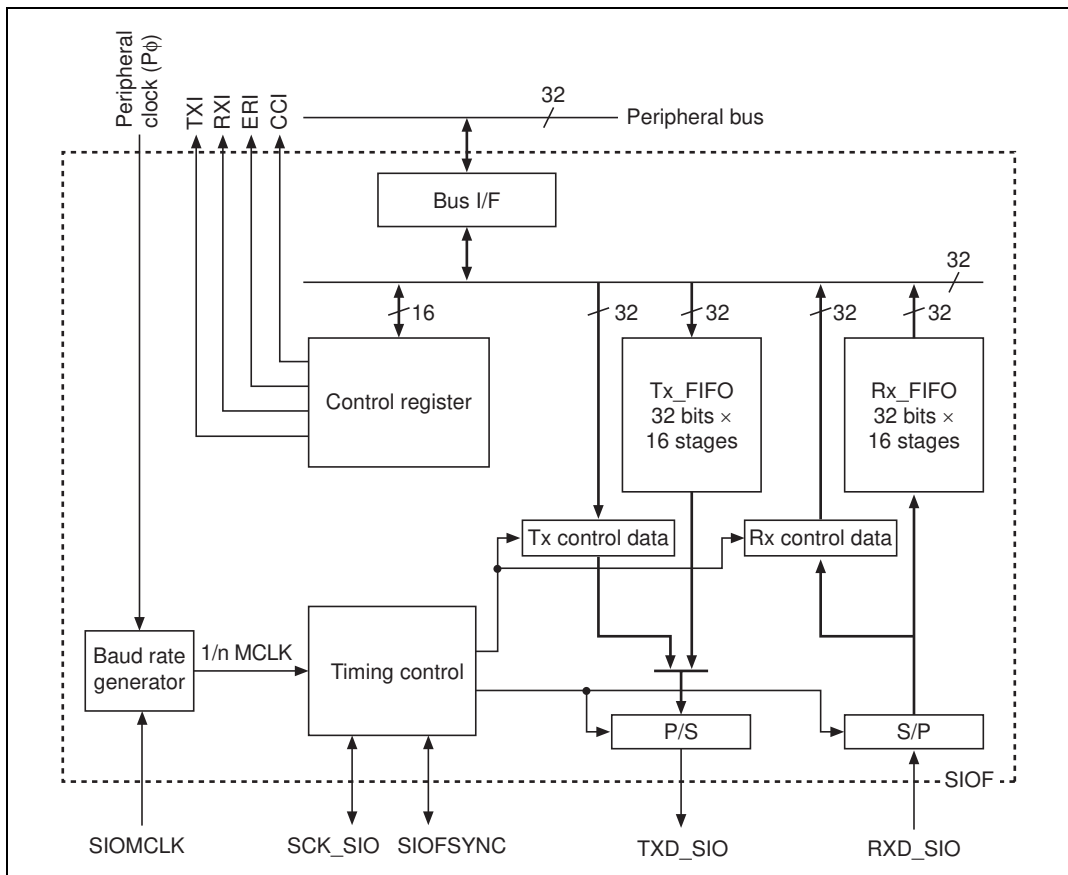 Peripheral
clock (Pϕ)
TXI
RXI
ERI
CCI
32
Peripheral bus
Bus I/F
32
16
32
32
32
32
Control register
Tx_FIFO
32 bits ×
16 stages
Rx_FIFO
32 bits ×
16 stages
Tx control data
Rx control data
Baud rate
generator
1/n MCLK
Timing control
P/S
S/P
SIOF
SIOMCLK
SCK_SIO
SIOFSYNC
TXD_SIO
RXD_SIO